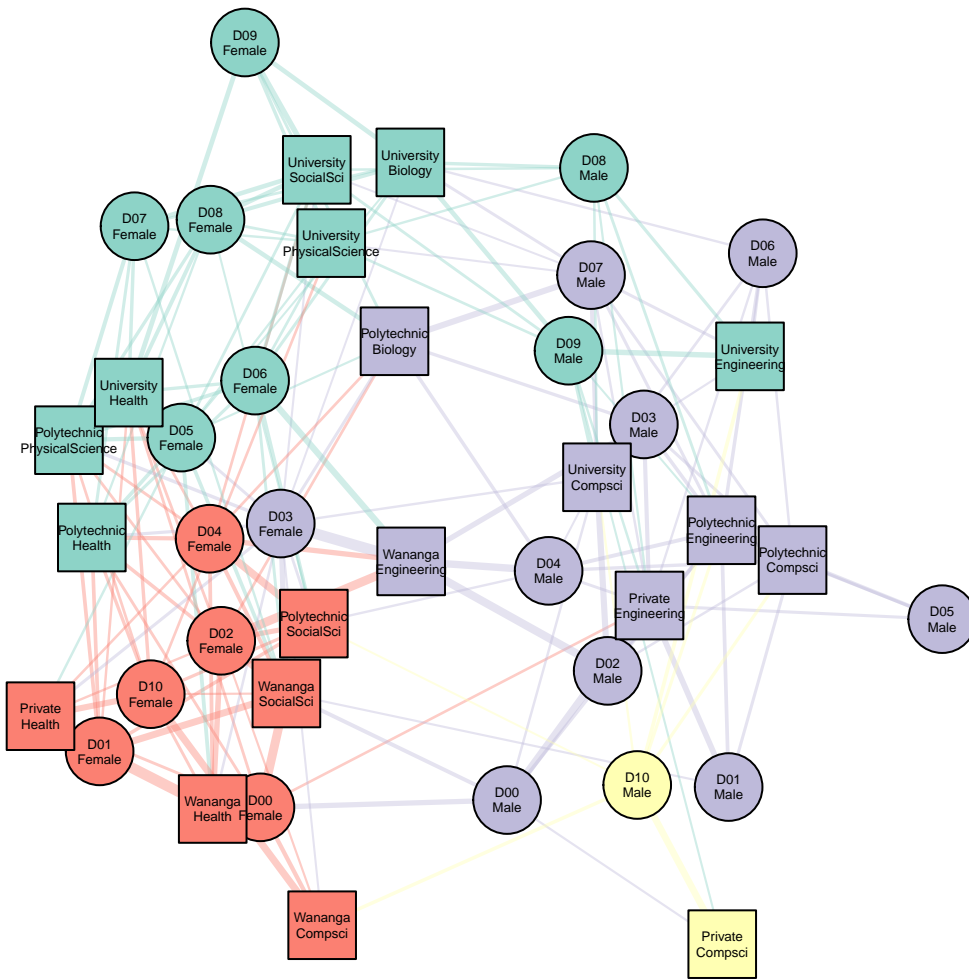 D09
Female
University
SocialSci
University
Biology
D08
Male
D07
Female
D08
Female
University
PhysicalScience
D06
Male
D07
Male
Polytechnic
Biology
D09
Male
University
Engineering
University
Health
D06
Female
Polytechnic
PhysicalScience
D05
Female
D03
Male
University
Compsci
Polytechnic
Health
D04
Female
D03
Female
Wananga
Engineering
D04
Male
Polytechnic
Engineering
Polytechnic
Compsci
Private
Engineering
D05
Male
Polytechnic
SocialSci
D02
Female
D02
Male
Wananga
SocialSci
D10
Female
Private
Health
D01
Female
Wananga
Health
D00
Female
D00
Male
D10
Male
D01
Male
Wananga
Compsci
Private
Compsci